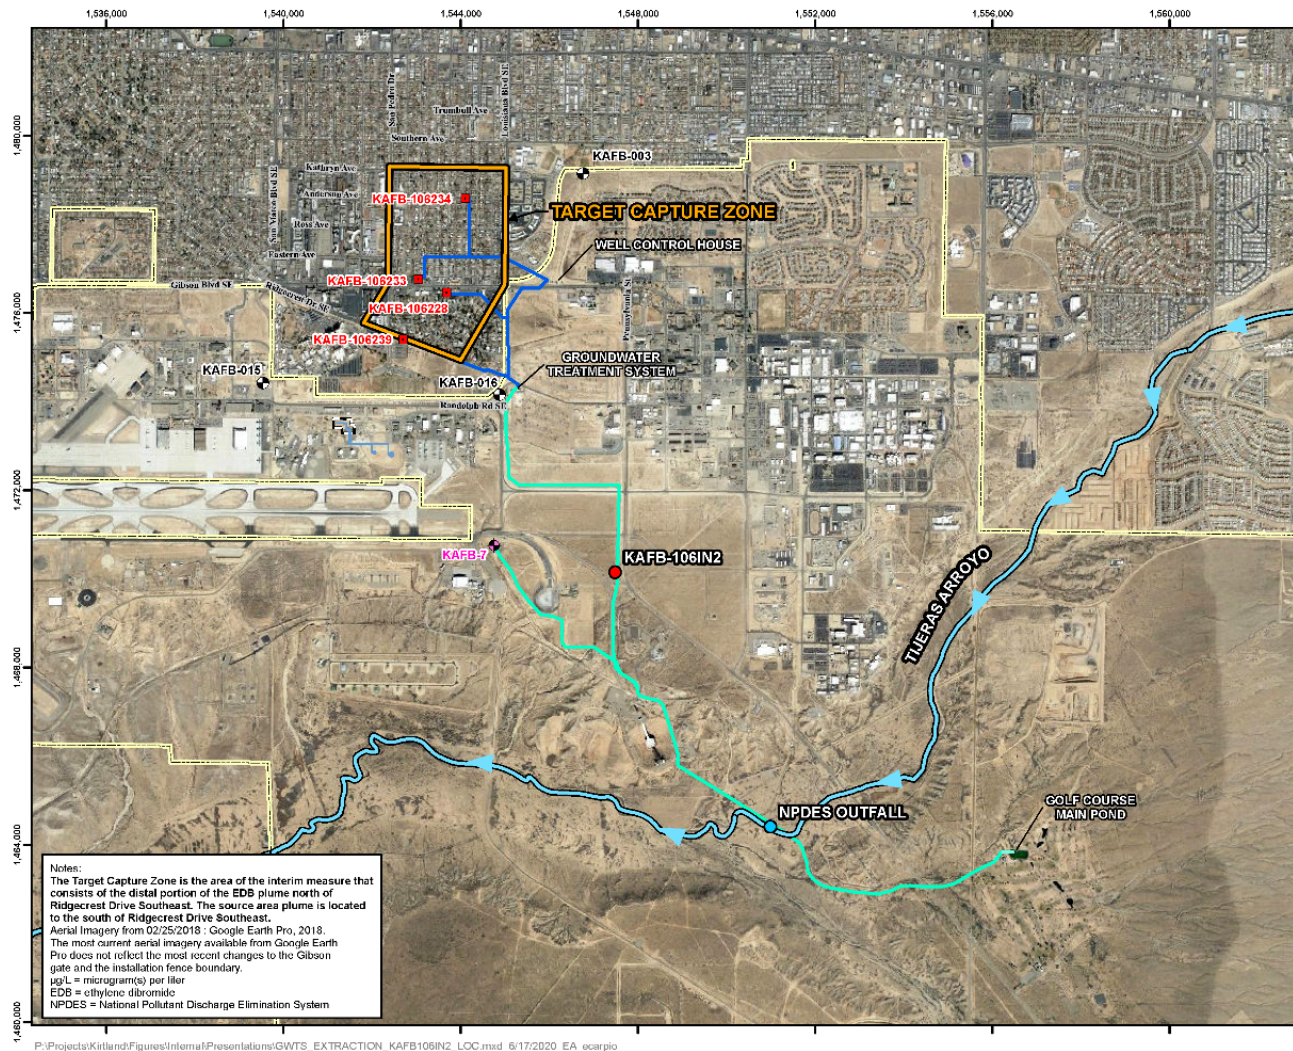 1,536,000
1,540,000
1,544,000
1,548,000
1,552,000
1,556,000
1,560,000
1,480,000
1,476,000
1,472,000
1,468,000
1,464,000
1,460,000
San Pedro Dr
Louisiana Blvd SE
Trumbull Ave
Southern Ave
KAFB-003
Kathryn Ave
San Mateo Blvd SE
Anderson Ave
KAFB-106234
TARGET CAPTURE ZONE
Ross Ave
WELL CONTROL HOUSE
Eastern Ave
KAFB-106233
Gibson Blvd SE
Ridgecrest Dr SE
KAFB-106228
Pennsylvania St
KAFB-106239
GROUNDWATER
TREATMENT SYSTEM
KAFB-015
KAFB-016
Randolph Rd SE
KAFB-7
KAFB-106IN2
TIJERAS ARROYO
NPDES OUTFALL
GOLF COURSE
MAIN POND
Notes:
The Target Capture Zone is the area of the interim measure that
consists of the distal portion of the EDB plume north of
Ridgecrest Drive Southeast. The source area plume is located
to the south of Ridgecrest Drive Southeast.
Aerial Imagery from 02/25/2018 : Google Earth Pro, 2018.
The most current aerial imagery available from Google Earth
Pro does not reflect the most recent changes to the Gibson
gate and the installation fence boundary.
µg/L = microgram(s) per liter
EDB = ethylene dibromide
NPDES = National Pollutant Discharge Elimination System
P:\Projects\Kirtland\Figures\Internal\Presentations\GWTS_EXTRACTION_KAFB106IN2_LOC.mxd 6/17/2020 EA ecarpio